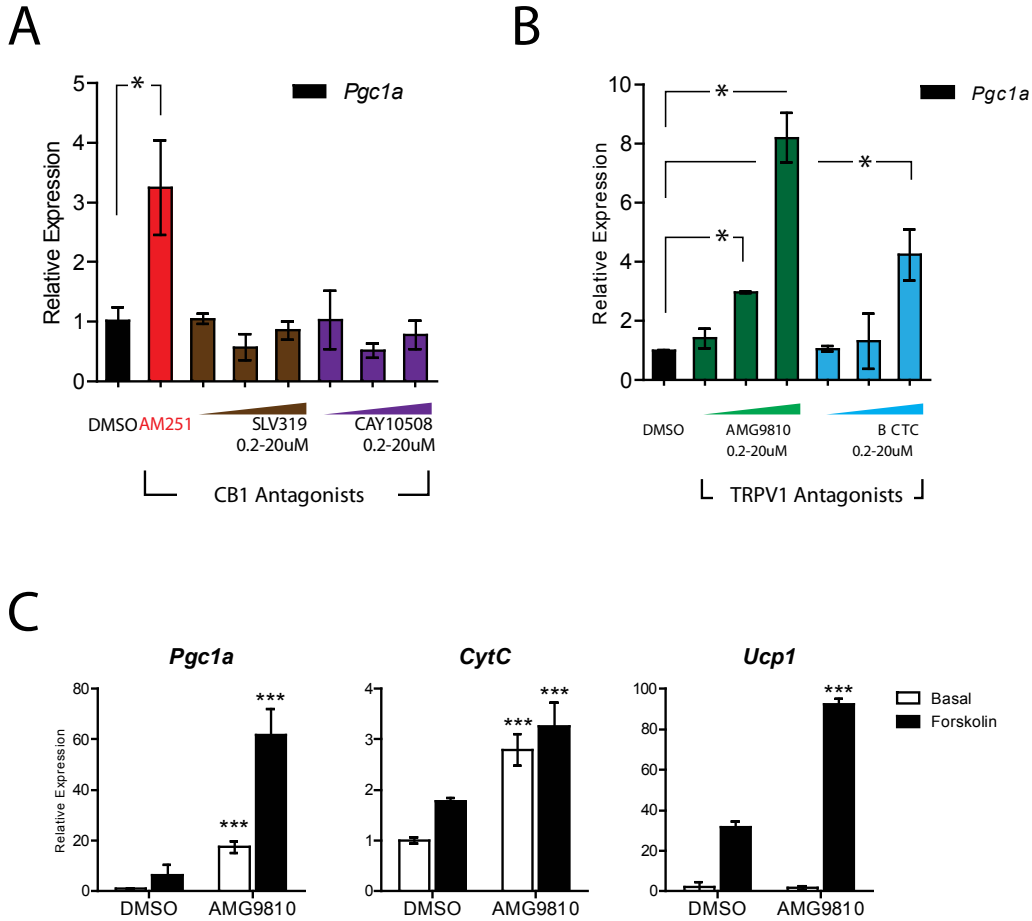 A
Relative Expression
5
4
3
2
1
0
*
Pgc1a
DMSO AM251
SLV319
0.2-20uM
CAY10508
0.2-20uM
CB1 Antagonists
B
Relative Expression
10
8
6
4
2
0
*
*
*
Pgc1a
DMSO
AMG9810
0.2-20uM
B CTC
0.2-20uM
TRPV1 Antagonists
C
Pgc1a
Relative Expression
80
60
40
20
0
***
***
DMSO AMG9810
CytC
4
3
2
1
0
***
***
DMSO AMG9810
Ucp1
100
80
60
40
20
0
***
DMSO AMG9810
Basal
Forskolin